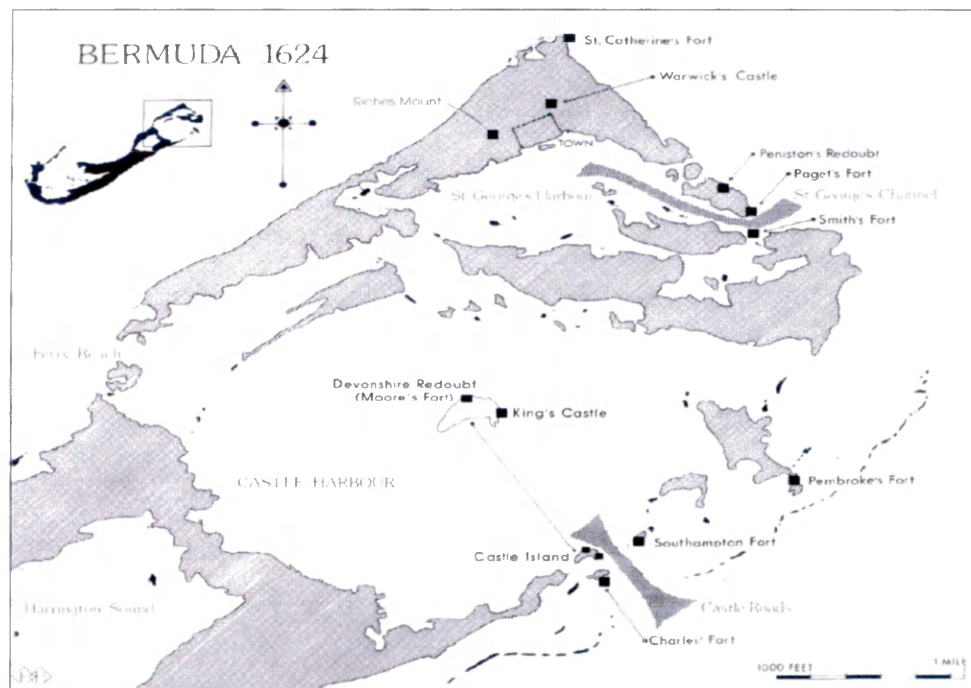 BERMUDA 1624
St. Catherine's Fort
Warwick's Castle
Riches Mount
TOWN
Peniston's Redoubt
Paget's Fort
St George's Harbour
St George's Channel
Smith's Fort
Ferry Reach
Devonshire Redoubt
(Moore's Fort)
King's Castle
CASTLE HARBOUR
Pembroke's Fort
Southampton Fort
Castle Island
Harrington Sound
Castle Roads
Charles' Fort
1000 FEET
1 MILE